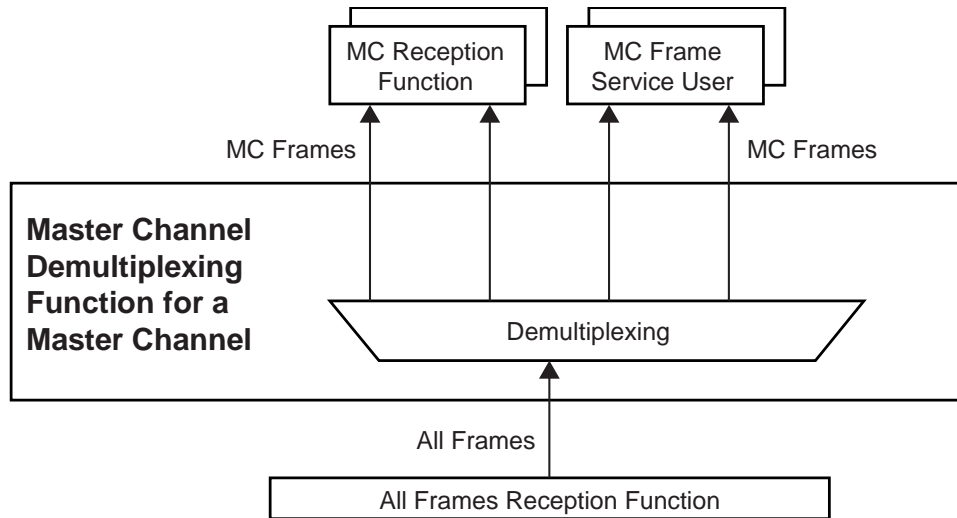 MC Reception
Function
MC Frame
Service User
MC Frames
MC Frames
Master Channel
Demultiplexing
Function for a
Master Channel
Demultiplexing
All Frames
All Frames Reception Function